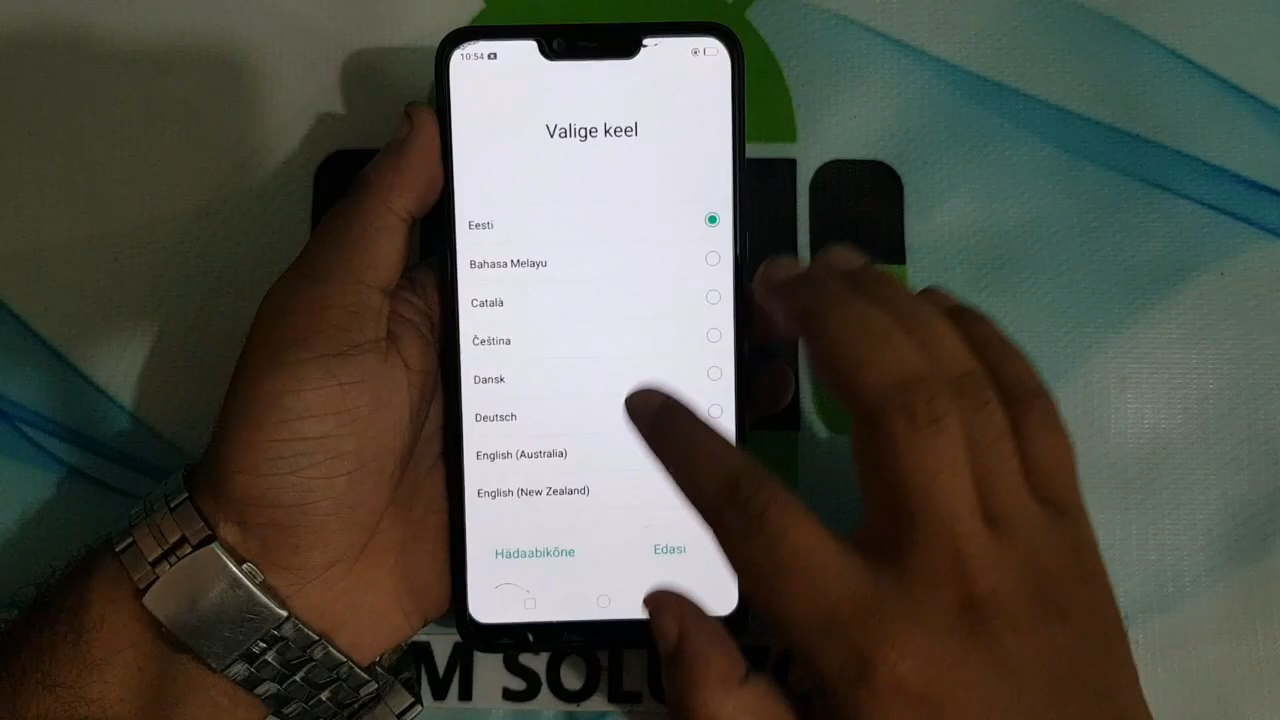 10:54
Valige keel
Eesti
Bahasa Melayu
Català
Čeština
Dansk
Deutsch
English (Australia)
English (New Zealand)
Hädaabikõne
Edasi
M SOLU